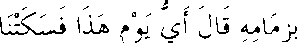 بِزِمَامِهِ قَالَ أَيُّ يَوْمٍ هَذَا فَسَكَتْنَا